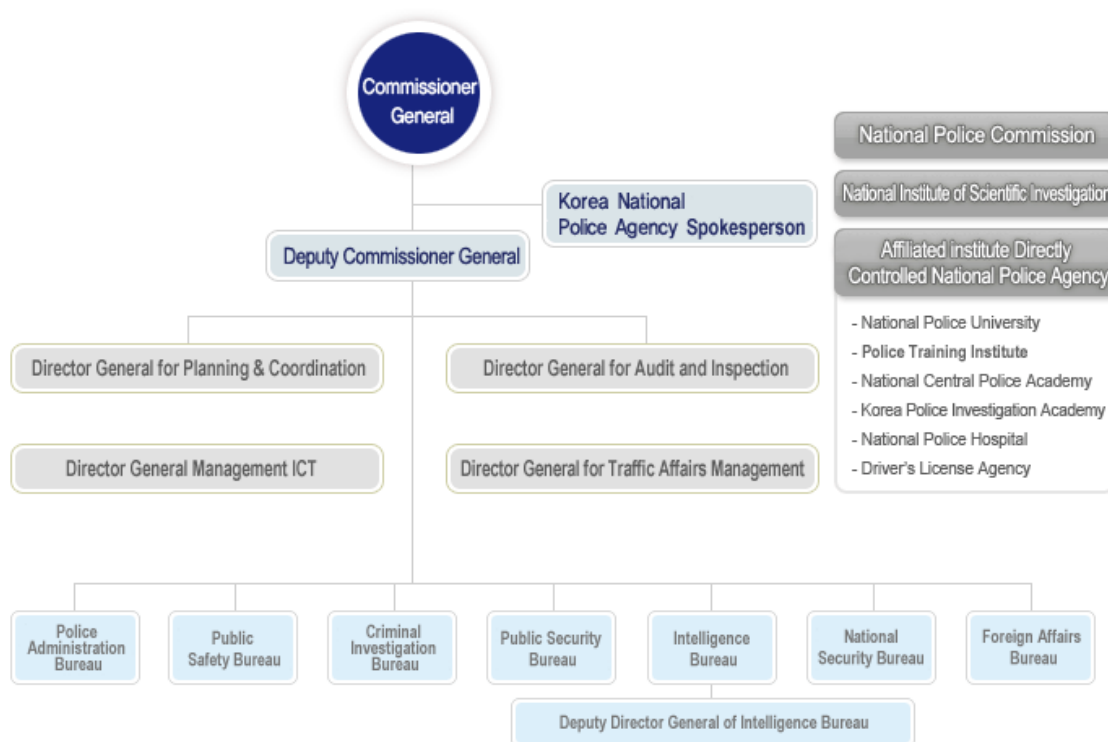 Commissioner
General
National Police Commission
National Institute of Scientific Investigation
Korea National
Police Agency Spokesperson
Deputy Commissioner General
Affiliated institute Directly
Controlled National Police Agency
- National Police University
- Police Training Institute
- National Central Police Academy
- Korea Police Investigation Academy
- National Police Hospital
- Driver's License Agency
Director General for Planning & Coordination
Director General for Audit and Inspection
Director General Management ICT
Director General for Traffic Affairs Management
Police
Administration
Bureau
Public
Safety Bureau
Criminal
Investigation
Bureau
Public Security
Bureau
Intelligence
Bureau
National
Security Bureau
Foreign Affairs
Bureau
Deputy Director General of Intelligence Bureau